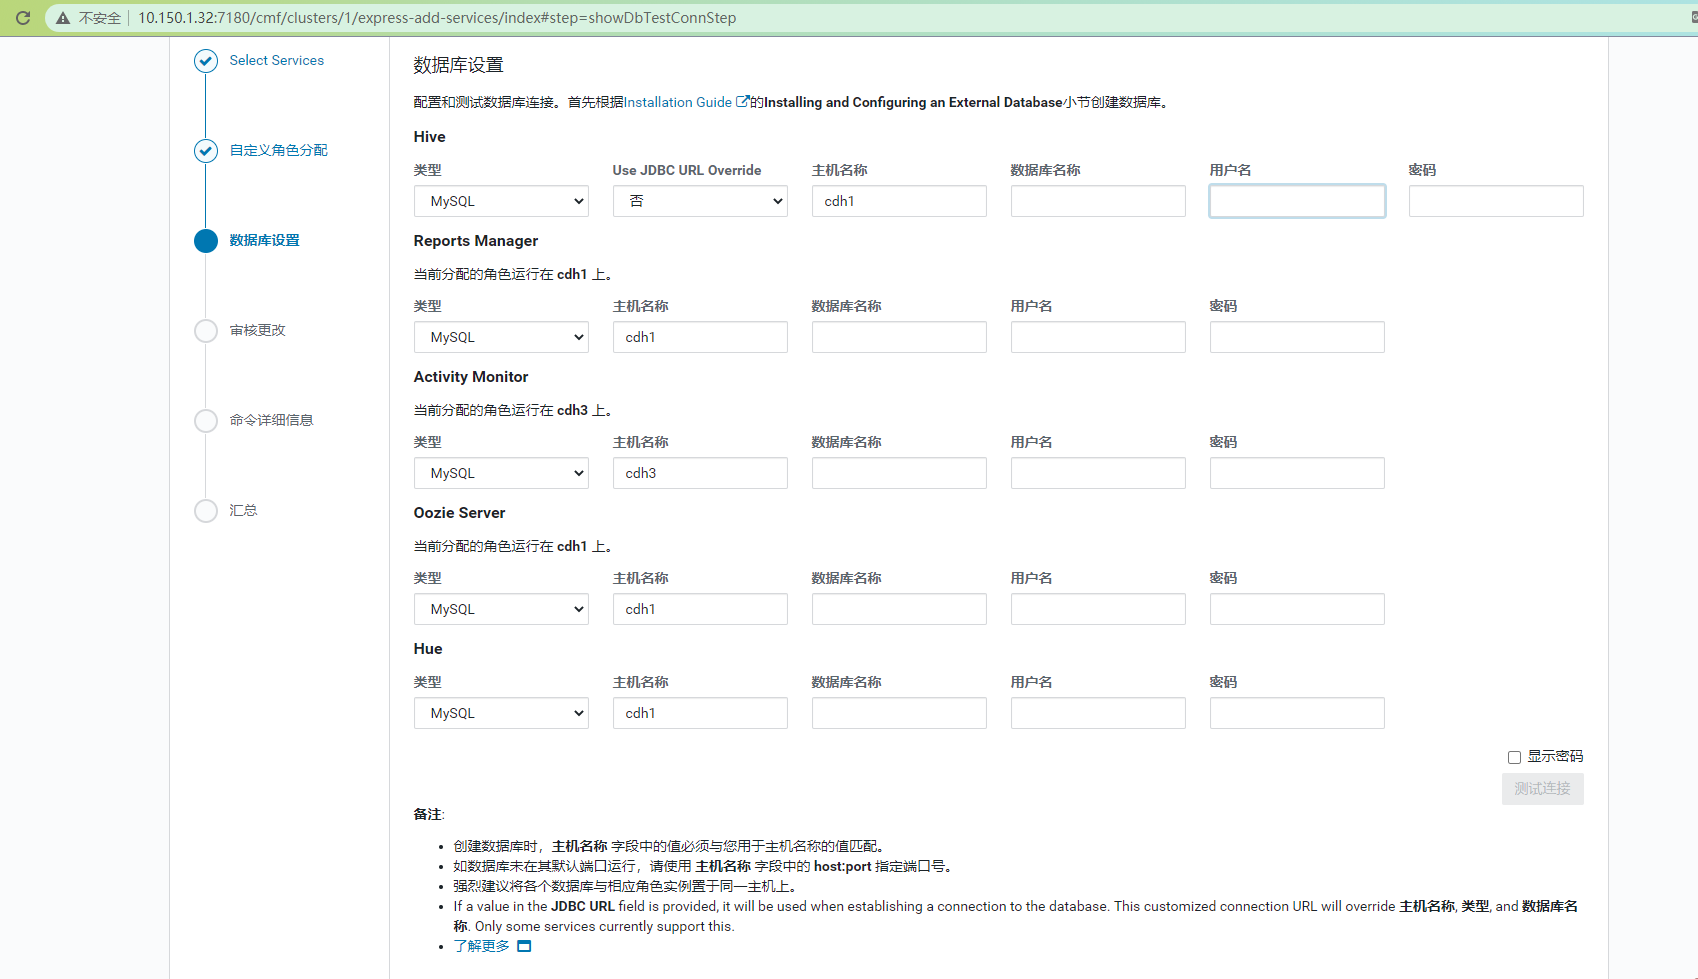 不安全 10.150.1.32:7180/cmf/clusters/1/express-add-services/index#step=showDbTestConnStep
Select Services
自定义角色分配
数据库设置
审核更改
命令详细信息
汇总
数据库设置
配置和测试数据库连接。首先根据Installation Guide的Installing and Configuring an External Database小节创建数据库。
Hive
类型 Use JDBC URL Override 主机名称 数据库名称 用户名 密码
MySQL 否 cdh1
Reports Manager
当前分配的角色运行在 cdh1 上。
类型 主机名称 数据库名称 用户名 密码
MySQL cdh1
Activity Monitor
当前分配的角色运行在 cdh3 上。
类型 主机名称 数据库名称 用户名 密码
MySQL cdh3
Oozie Server
当前分配的角色运行在 cdh1 上。
类型 主机名称 数据库名称 用户名 密码
MySQL cdh1
Hue
类型 主机名称 数据库名称 用户名 密码
MySQL cdh1
显示密码
测试连接
备注:
创建数据库时，主机名称 字段中的值必须与您用于主机名称的值匹配。
如数据库未在其默认端口运行，请使用 主机名称 字段中的 host:port 指定端口号。
强烈建议将各个数据库与相应角色实例置于同一主机上。
If a value in the JDBC URL field is provided, it will be used when establishing a connection to the database. This customized connection URL will override 主机名称, 类型, and 数据库名
称. Only some services currently support this.
了解更多